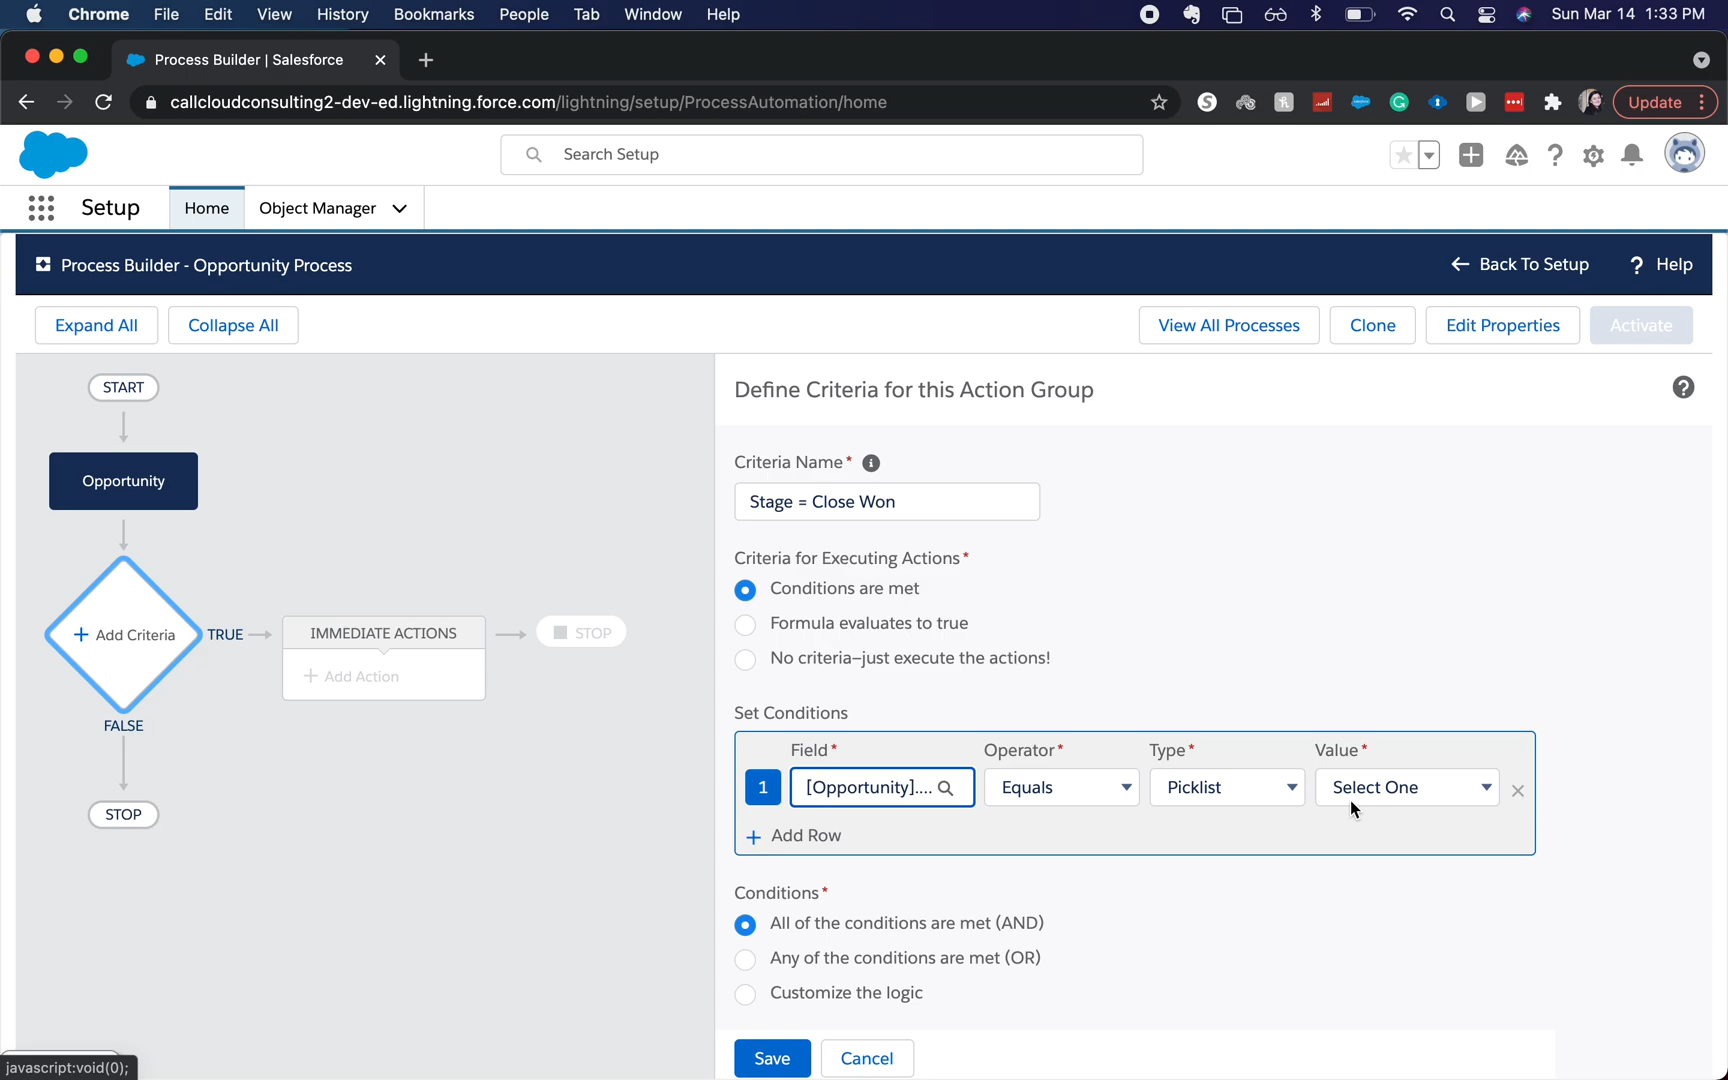 Chrome File Edit View History Bookmarks People Tab Window Help Sun Mar 14 1:33 PM
Process Builder | Salesforce
callcloudconsulting2-dev-ed.lightning.force.com/lightning/setup/ProcessAutomation/home Update
Search Setup
Setup Home Object Manager
Process Builder - Opportunity Process Back To Setup ? Help
Expand All Collapse All View All Processes Clone Edit Properties Activate
START
Opportunity
+ Add Criteria
TRUE
IMMEDIATE ACTIONS
+ Add Action
STOP
FALSE
STOP
Define Criteria for this Action Group
Criteria Name*
Stage = Close Won
Criteria for Executing Actions*
Conditions are met
Formula evaluates to true
No criteria–just execute the actions!
Set Conditions
Field* Operator* Type* Value*
1 [Opportunity].... Equals Picklist Select One
+ Add Row
Conditions*
All of the conditions are met (AND)
Any of the conditions are met (OR)
Customize the logic
Save Cancel
javascript:void(0);